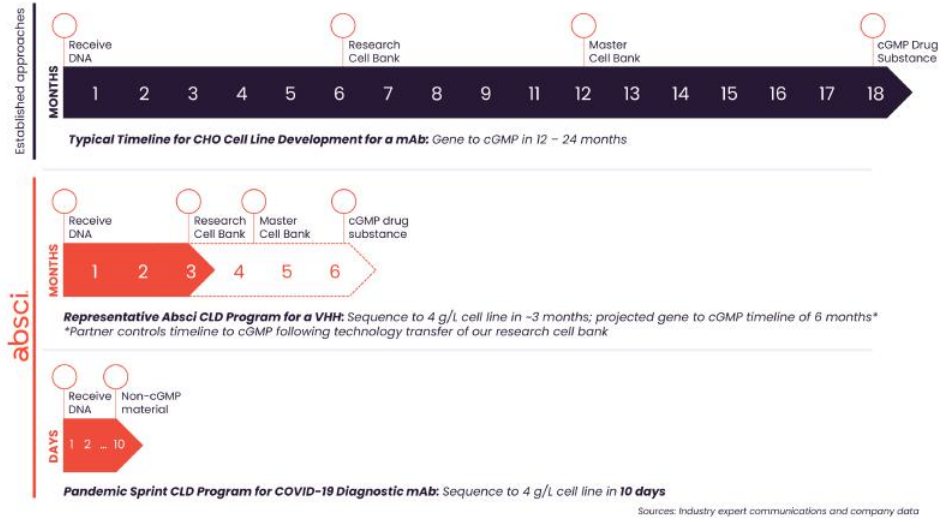 Established approaches
Receive
DNA
Research
Cell Bank
Master
Cell Bank
cGMP Drug
Substance
MONTHS
1 2 3 4 5 6 7 8 9 11 12 13 14 15 16 17 18
Typical Timeline for CHO Cell Line Development for a mAb: Gene to cGMP in 12 – 24 months
absci
Receive
DNA
Research
Cell Bank
Master
Cell Bank
cGMP drug
substance
MONTHS
1 2 3 4 5 6
Representative Absci CLD Program for a VHH: Sequence to 4 g/L cell line in ~3 months; projected gene to cGMP timeline of 6 months*
*Partner controls timeline to cGMP following technology transfer of our research cell bank
Receive
DNA
Non-cGMP
material
DAYS
1 2 ... 10
Pandemic Sprint CLD Program for COVID-19 Diagnostic mAb: Sequence to 4 g/L cell line in 10 days
Sources: Industry expert communications and company data